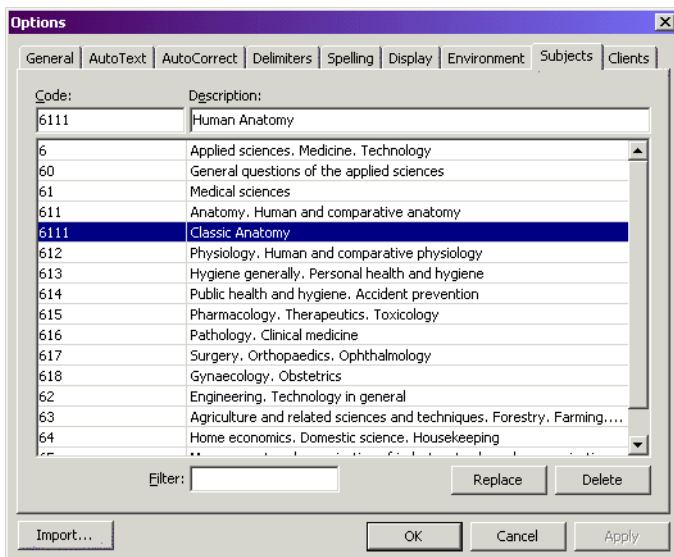 Options
General AutoText AutoCorrect Delimiters Spelling Display Environment Subjects Clients
Code: Description:
6111 Human Anatomy
6 Applied sciences. Medicine. Technology
60 General questions of the applied sciences
61 Medical sciences
611 Anatomy. Human and comparative anatomy
6111 Classic Anatomy
612 Physiology. Human and comparative physiology
613 Hygiene generally. Personal health and hygiene
614 Public health and hygiene. Accident prevention
615 Pharmacology. Therapeutics. Toxicology
616 Pathology. Clinical medicine
617 Surgery. Orthopaedics. Ophthalmology
618 Gynaecology. Obstetrics
62 Engineering. Technology in general
63 Agriculture and related sciences and techniques. Forestry. Farming....
64 Home economics. Domestic science. Housekeeping
Filter: Replace Delete
Import... OK Cancel Apply